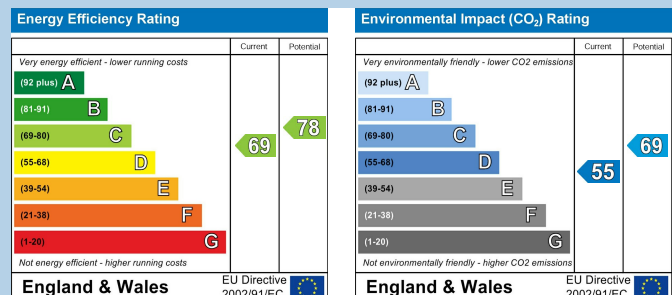 Energy Efficiency Rating
Current Potential
Very energy efficient - lower running costs
(92 plus) A
(81-91) B
(69-80) C
(55-68) D
(39-54) E
(21-38) F
(1-20) G
69
78
Not energy efficient - higher running costs
England & Wales
EU Directive
2002/91/EC
Environmental Impact (CO₂) Rating
Current Potential
Very environmentally friendly - lower CO2 emissions
(92 plus) A
(81-91) B
(69-80) C
(55-68) D
(39-54) E
(21-38) F
(1-20) G
55
69
Not environmentally friendly - higher CO2 emissions
England & Wales
EU Directive
2002/91/EC